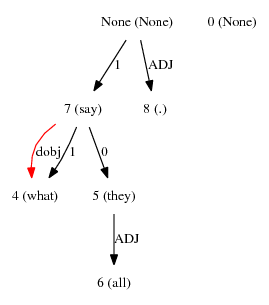 None (None) 0 (None)
1 ADJ
7 (say) 8 (.)
dobj 1 0
4 (what) 5 (they)
ADJ
6 (all)